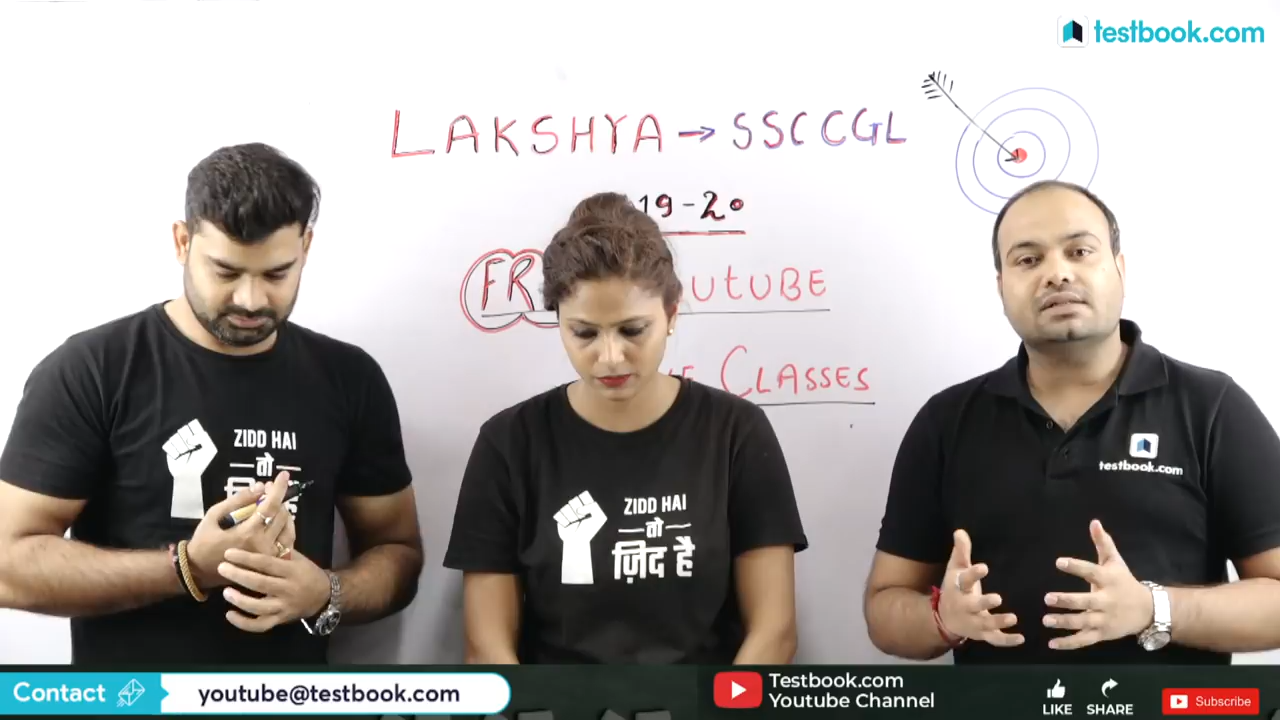 testbook.com
LAKSHYA → SSC CGL
19-20
UTUBE
CLASSES
ZIDD HAI
तो
ZIDD HAI
तो
ज़िद है
testbook.com
Contact
youtube@testbook.com
Testbook.com
Youtube Channel
LIKE
SHARE
Subscribe